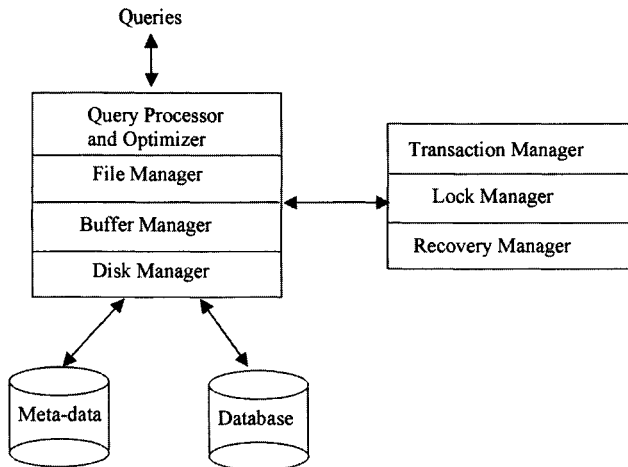 Queries
Query Processor
and Optimizer
File Manager
Buffer Manager
Disk Manager
Transaction Manager
Lock Manager
Recovery Manager
Meta-data
Database